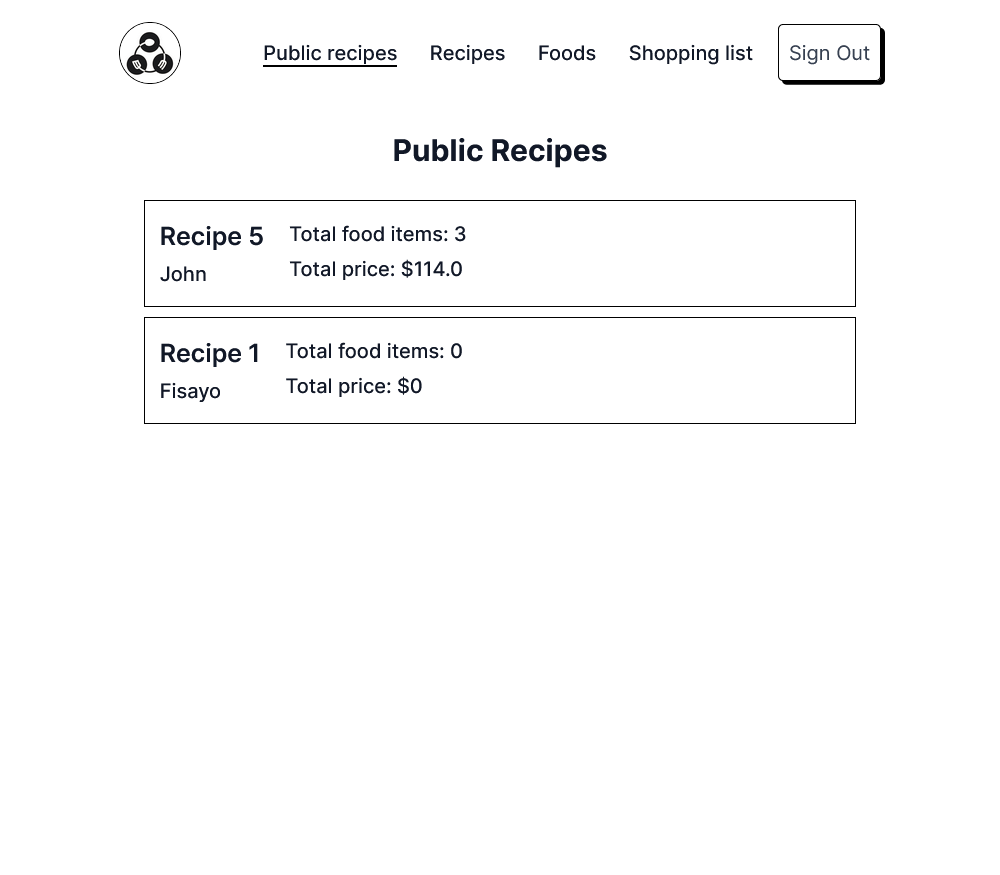 Public recipes Recipes Foods Shopping list Sign Out
Public Recipes
Recipe 5
John
Total food items: 3
Total price: $114.0
Recipe 1
Fisayo
Total food items: 0
Total price: $0